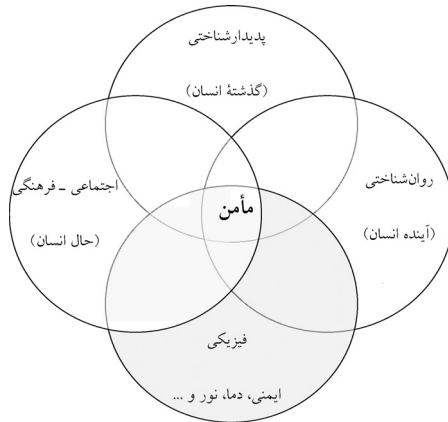 پدیدارشناختی
(گذشتهٔ انسان)
روان‌شناختی
(آینده انسان)
اجتماعی ـ فرهنگی
(حال انسان)
مأمن
فیزیکی
ایمنی، دما، نور و ...